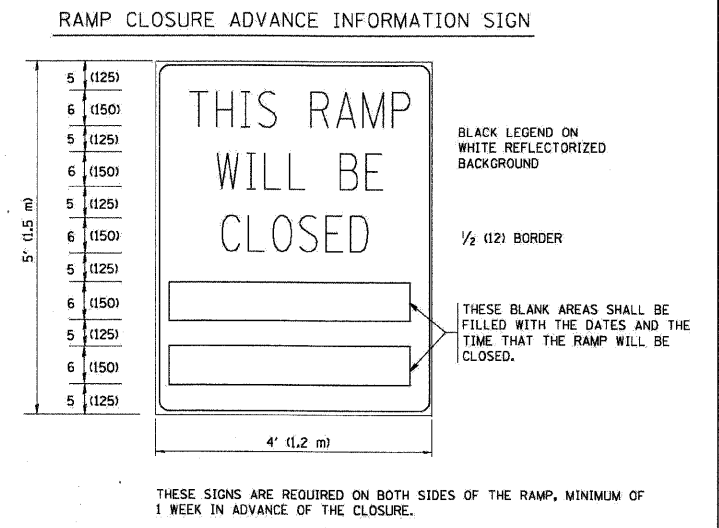 RAMP CLOSURE ADVANCE INFORMATION SIGN
5 (125)
6 (150)
5 (125)
6 (150)
5 (125)
6 (150)
5 (125)
6 (150)
5 (125)
6 (150)
5 (125)
5' (1.5 m)
THIS RAMP
WILL BE
CLOSED
4' (1.2 m)
BLACK LEGEND ON
WHITE REFLECTORIZED
BACKGROUND
1/2 (12) BORDER
THESE BLANK AREAS SHALL BE
FILLED WITH THE DATES AND THE
TIME THAT THE RAMP WILL BE
CLOSED.
THESE SIGNS ARE REQUIRED ON BOTH SIDES OF THE RAMP, MINIMUM OF
1 WEEK IN ADVANCE OF THE CLOSURE.